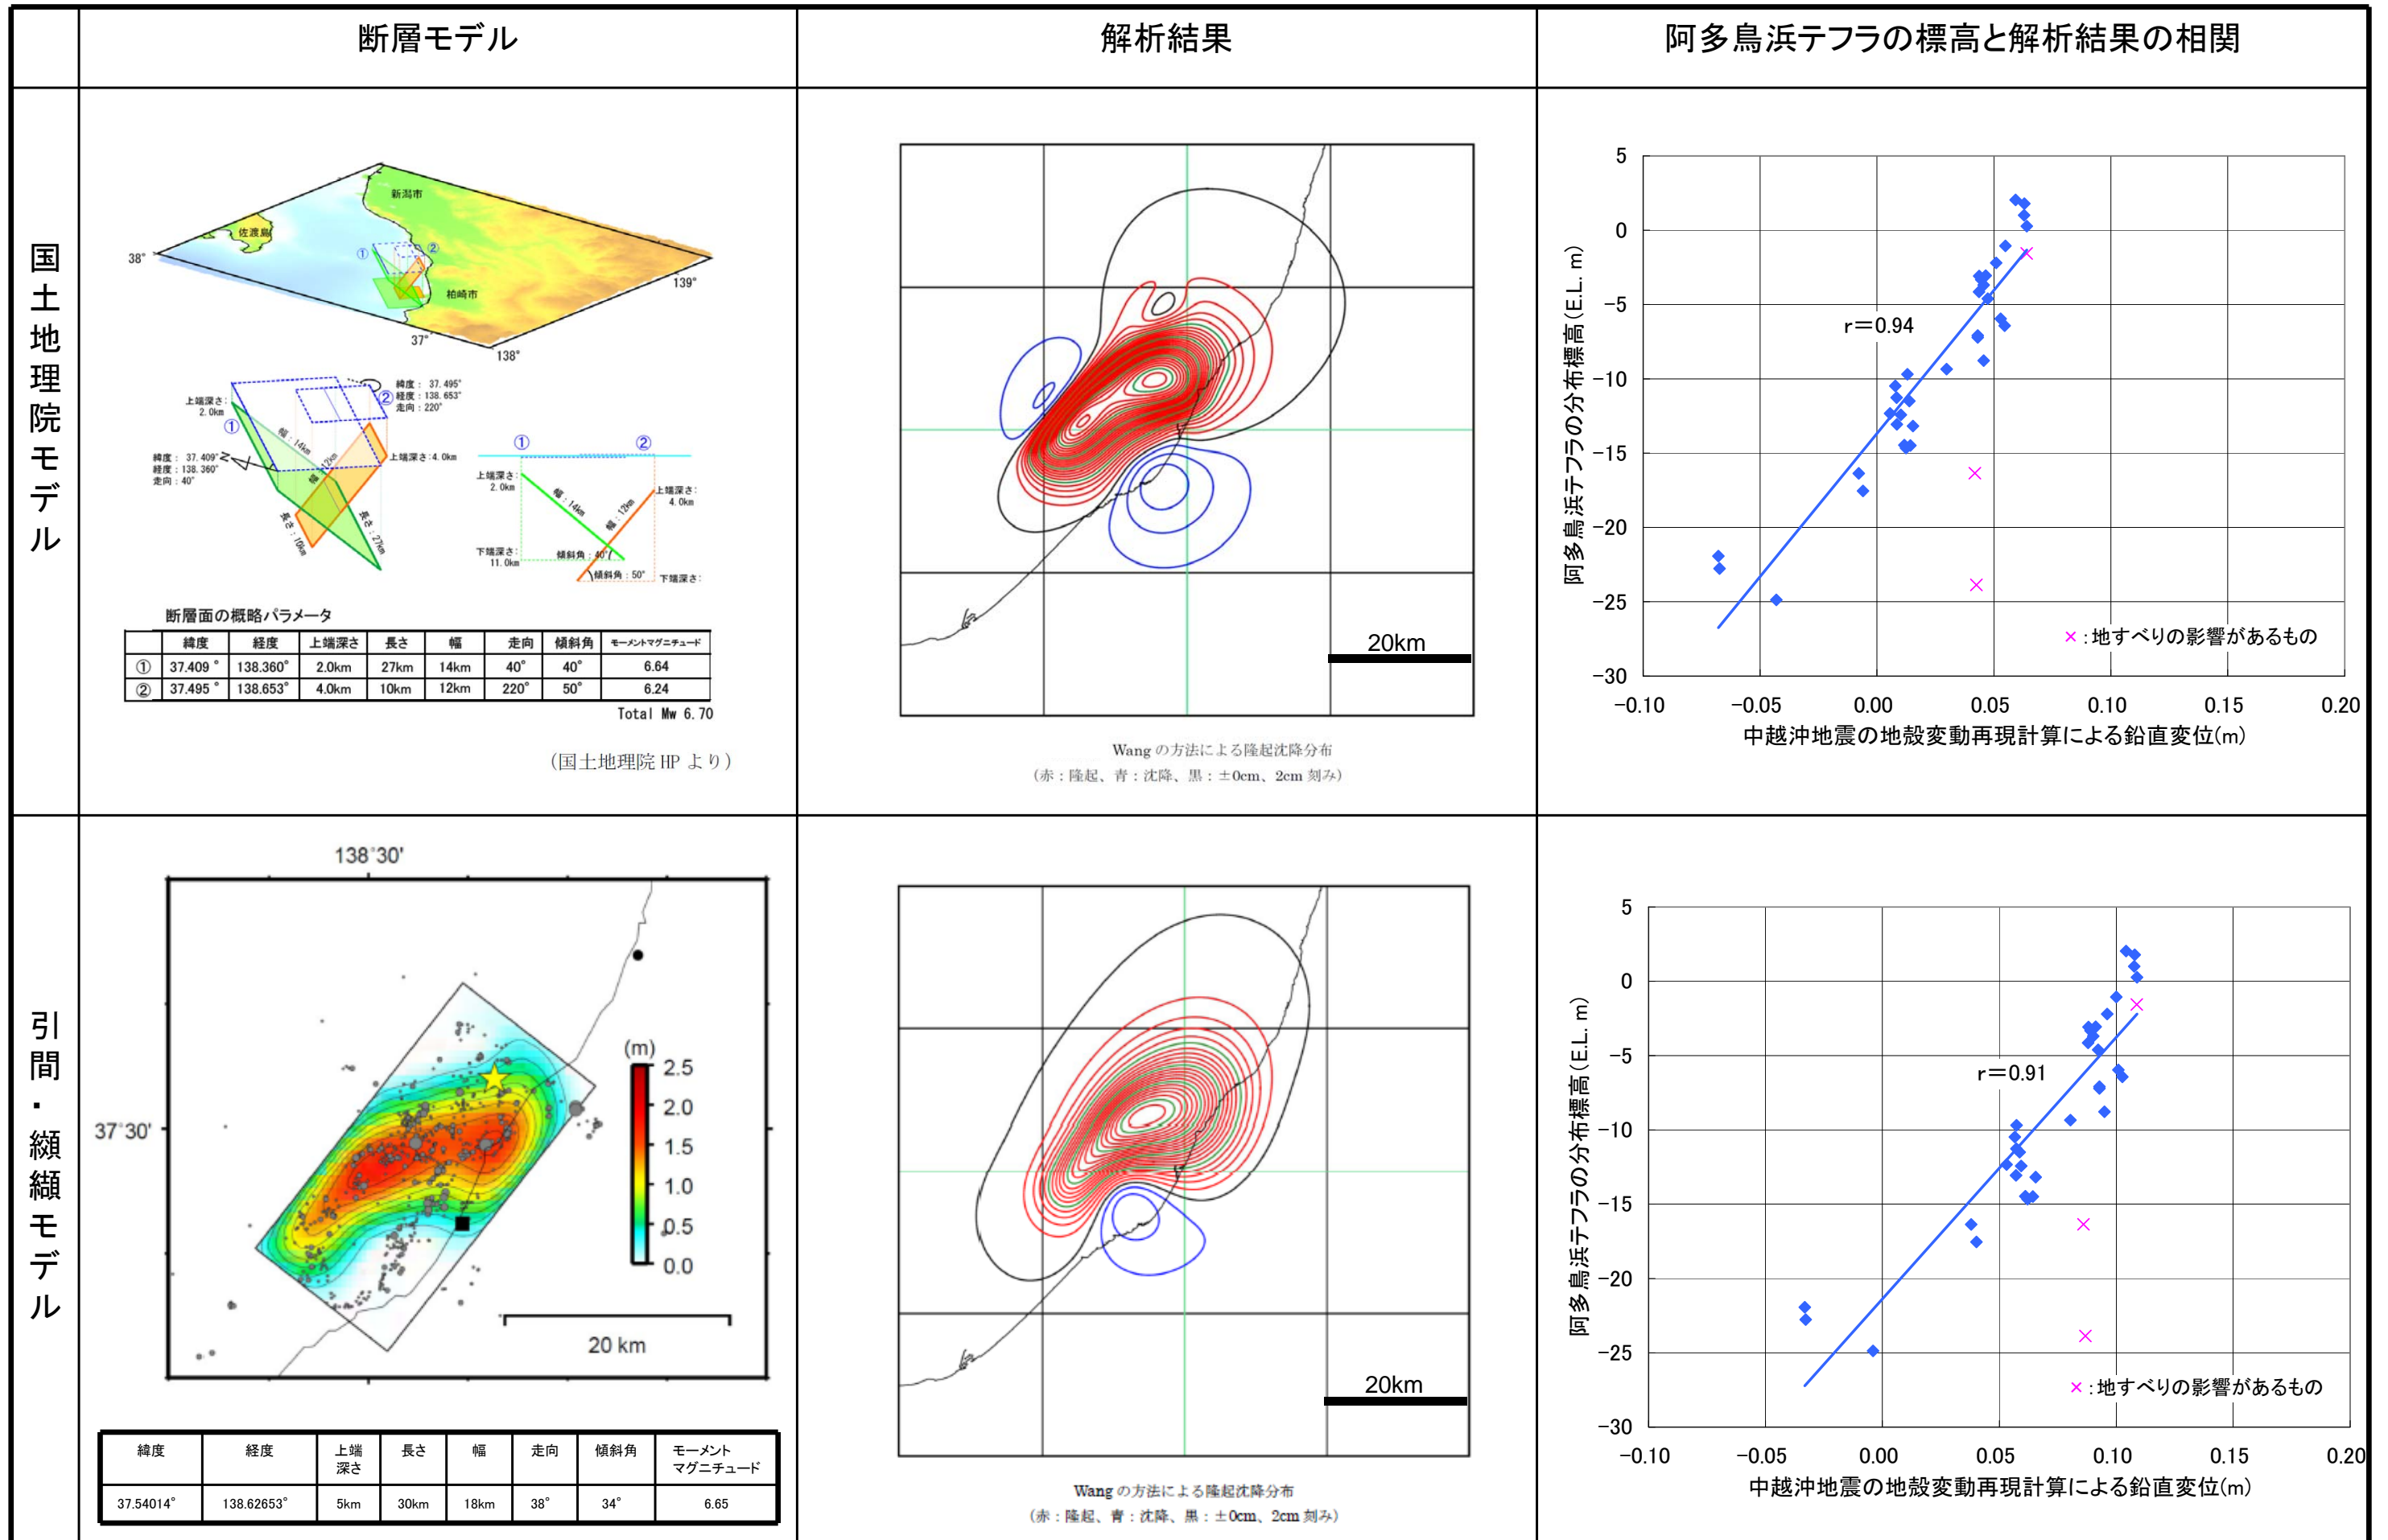 断層モデル
解析結果
阿多鳥浜テフラの標高と解析結果の相関
国土地理院モデル
新潟市
佐渡島
38°
①
②
柏崎市
139°
37°
138°
緯度： 37.495°
経度：138.653°
走向：220°
②
上端深さ：
2.0km
①
幅：14km
12km
幅
緯度： 37.409°
経度：138.360°
走向：40°
N
上端深さ:4.0km
長さ：10km
長さ：27km
①
②
上端深さ：
2.0km
幅：14km
幅：12km
上端深さ：
4.0km
下端深さ：
11.0km
傾斜角：40°
傾斜角：50°
下端深さ：
断層面の概略パラメータ
緯度 経度 上端深さ 長さ 幅 走向 傾斜角 モーメントマグニチュード
① 37.409° 138.360° 2.0km 27km 14km 40° 40° 6.64
② 37.495° 138.653° 4.0km 10km 12km 220° 50° 6.24
Total Mw 6.70
（国土地理院 HP より）
20km
Wang の方法による隆起沈降分布
（赤：隆起、青：沈降、黒：±0cm、2cm 刻み）
阿多鳥浜テフラの分布標高(E.L. m)
5
0
−5
−10
−15
−20
−25
−30
r＝0.94
×：地すべりの影響があるもの
−0.10 −0.05 0.00 0.05 0.10 0.15 0.20
中越沖地震の地殻変動再現計算による鉛直変位(m)
引間・纐纈モデル
138°30'
37°30'
(m)
2.5
2.0
1.5
1.0
0.5
0.0
20 km
緯度 経度 上端深さ 長さ 幅 走向 傾斜角 モーメントマグニチュード
37.54014° 138.62653° 5km 30km 18km 38° 34° 6.65
20km
Wang の方法による隆起沈降分布
（赤：隆起、青：沈降、黒：±0cm、2cm 刻み）
阿多鳥浜テフラの分布標高(E.L. m)
5
0
−5
−10
−15
−20
−25
−30
r＝0.91
×：地すべりの影響があるもの
−0.10 −0.05 0.00 0.05 0.10 0.15 0.20
中越沖地震の地殻変動再現計算による鉛直変位(m)